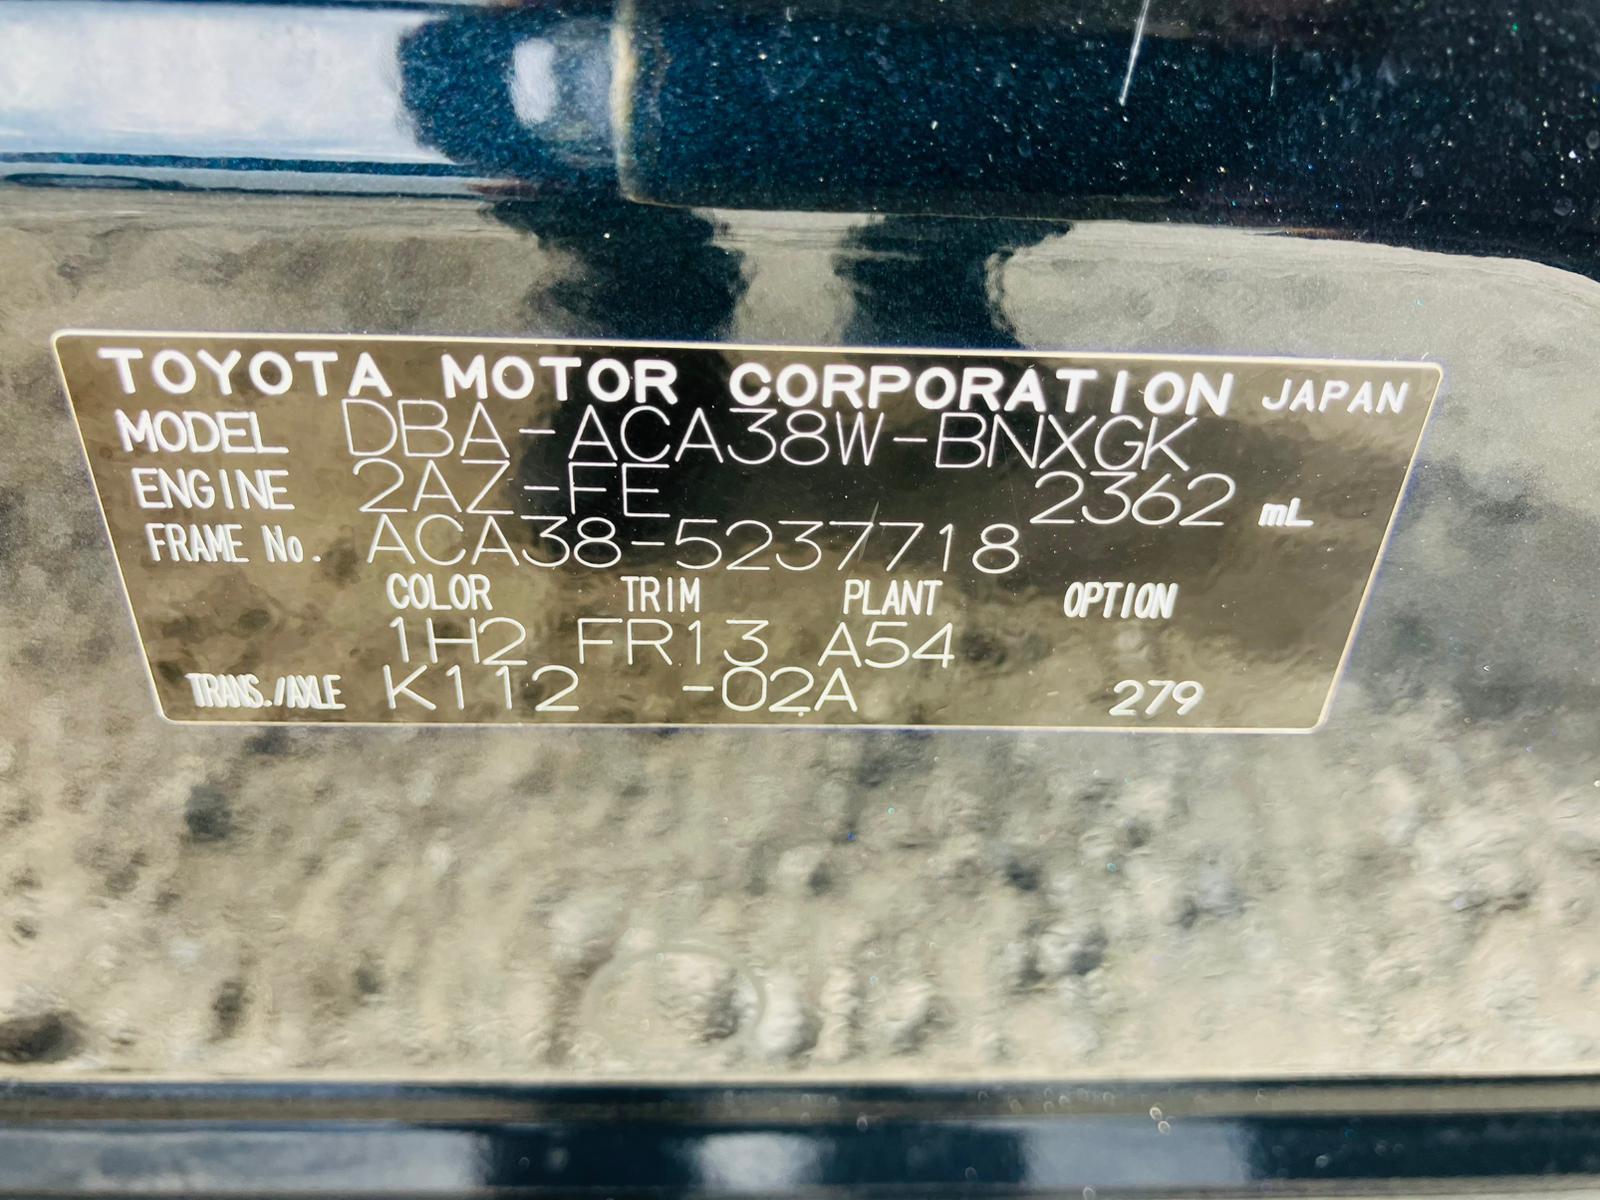 TOYOTA MOTOR CORPORATION JAPAN
MODEL DBA-ACA38W-BNXGK
ENGINE 2AZ-FE 2362 mL
FRAME No. ACA38-5237718
COLOR TRIM PLANT OPTION
1H2 FR13 A54
TRANS./AXLE K112 -02A 279